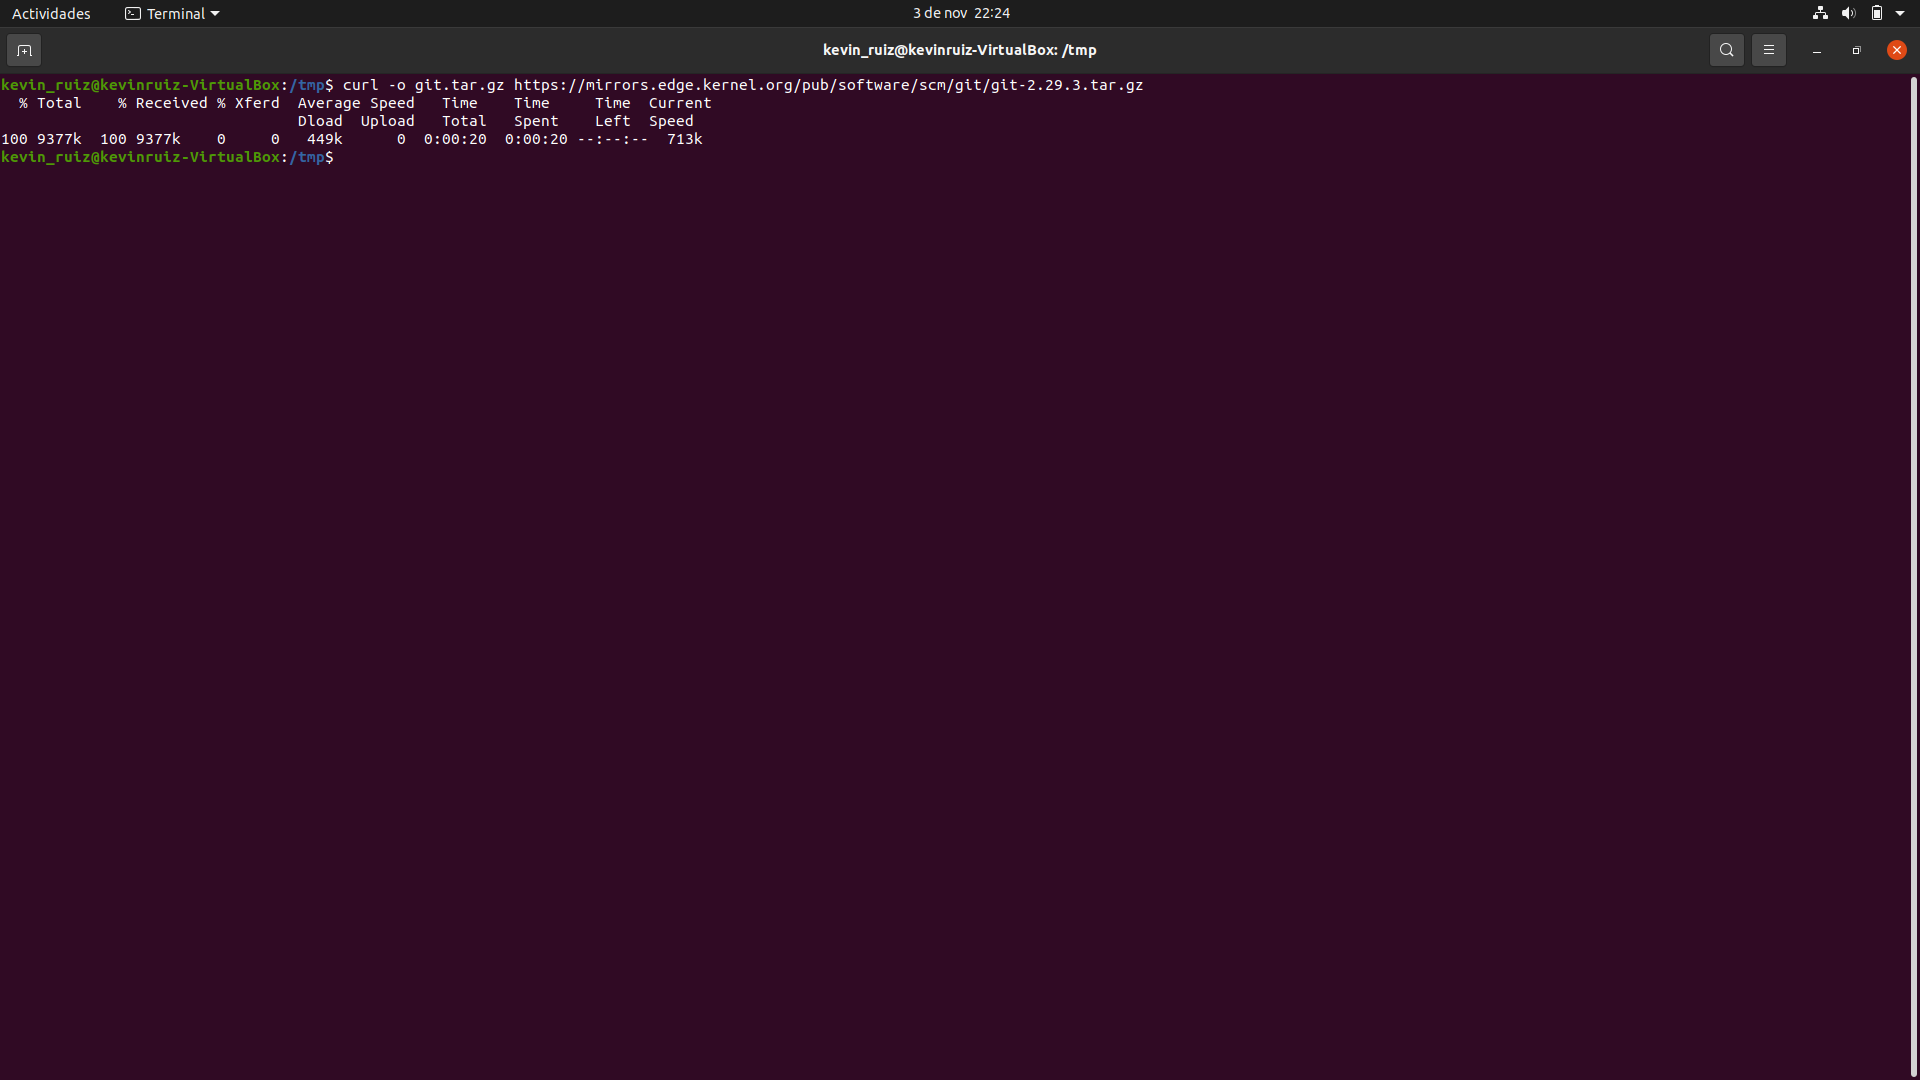 Actividades Terminal 3 de nov 22:24
kevin_ruiz@kevinruiz-VirtualBox: /tmp
kevin_ruiz@kevinruiz-VirtualBox:/tmp$ curl -o git.tar.gz https://mirrors.edge.kernel.org/pub/software/scm/git/git-2.29.3.tar.gz
  % Total    % Received % Xferd  Average Speed   Time    Time     Time  Current
                                 Dload  Upload   Total   Spent    Left  Speed
100 9377k  100 9377k    0     0   449k      0  0:00:20  0:00:20 --:--:--  713k
kevin_ruiz@kevinruiz-VirtualBox:/tmp$